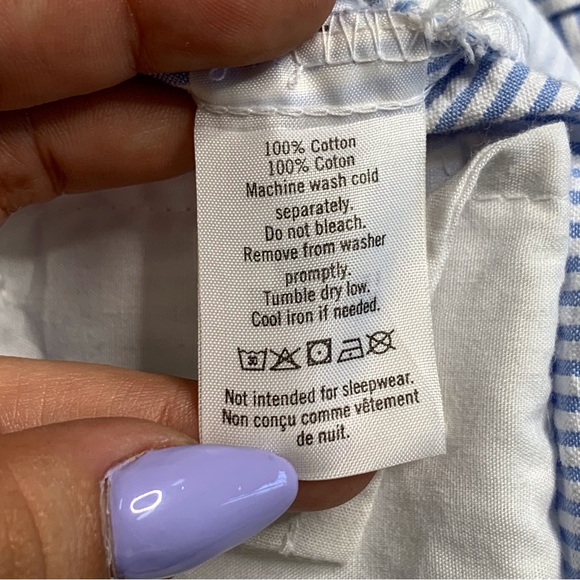 100% Cotton
100% Coton
Machine wash cold
separately.
Do not bleach.
Remove from washer
promptly.
Tumble dry low.
Cool iron if needed.
30
Not intended for sleepwear.
Non conçu comme vêtement
de nuit.